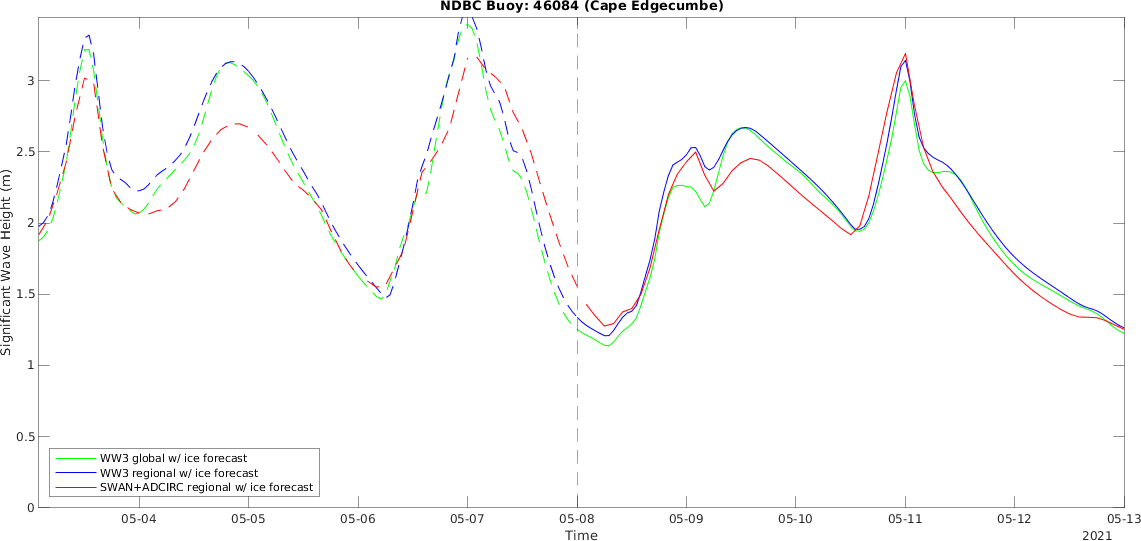 NDBC Buoy: 46084 (Cape Edgecumbe)
Significant Wave Height (m)
3
2.5
2
1.5
1
0.5
0
WW3 global w/ ice forecast
WW3 regional w/ ice forecast
SWAN+ADCIRC regional w/ ice forecast
05-04 05-05 05-06 05-07 05-08 05-09 05-10 05-11 05-12 05-13
Time
2021